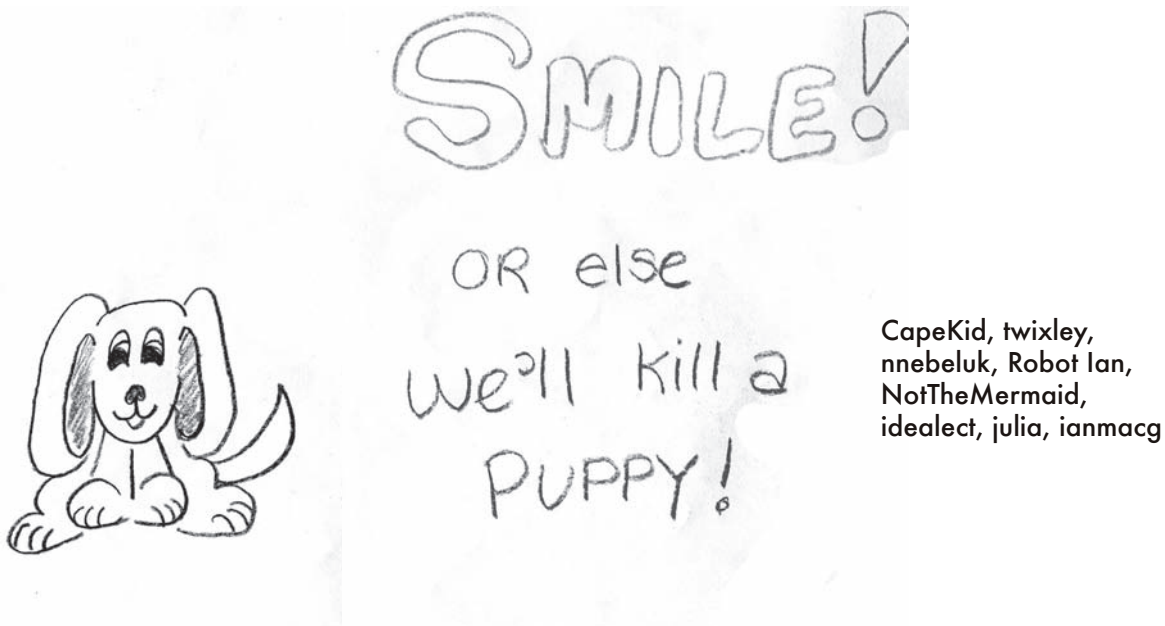 SMILE!
OR else
we'll kill a
PUPPY!
CapeKid, twixley,
nnebeluk, Robot Ian,
NotTheMermaid,
idealect, julia, ianmacg